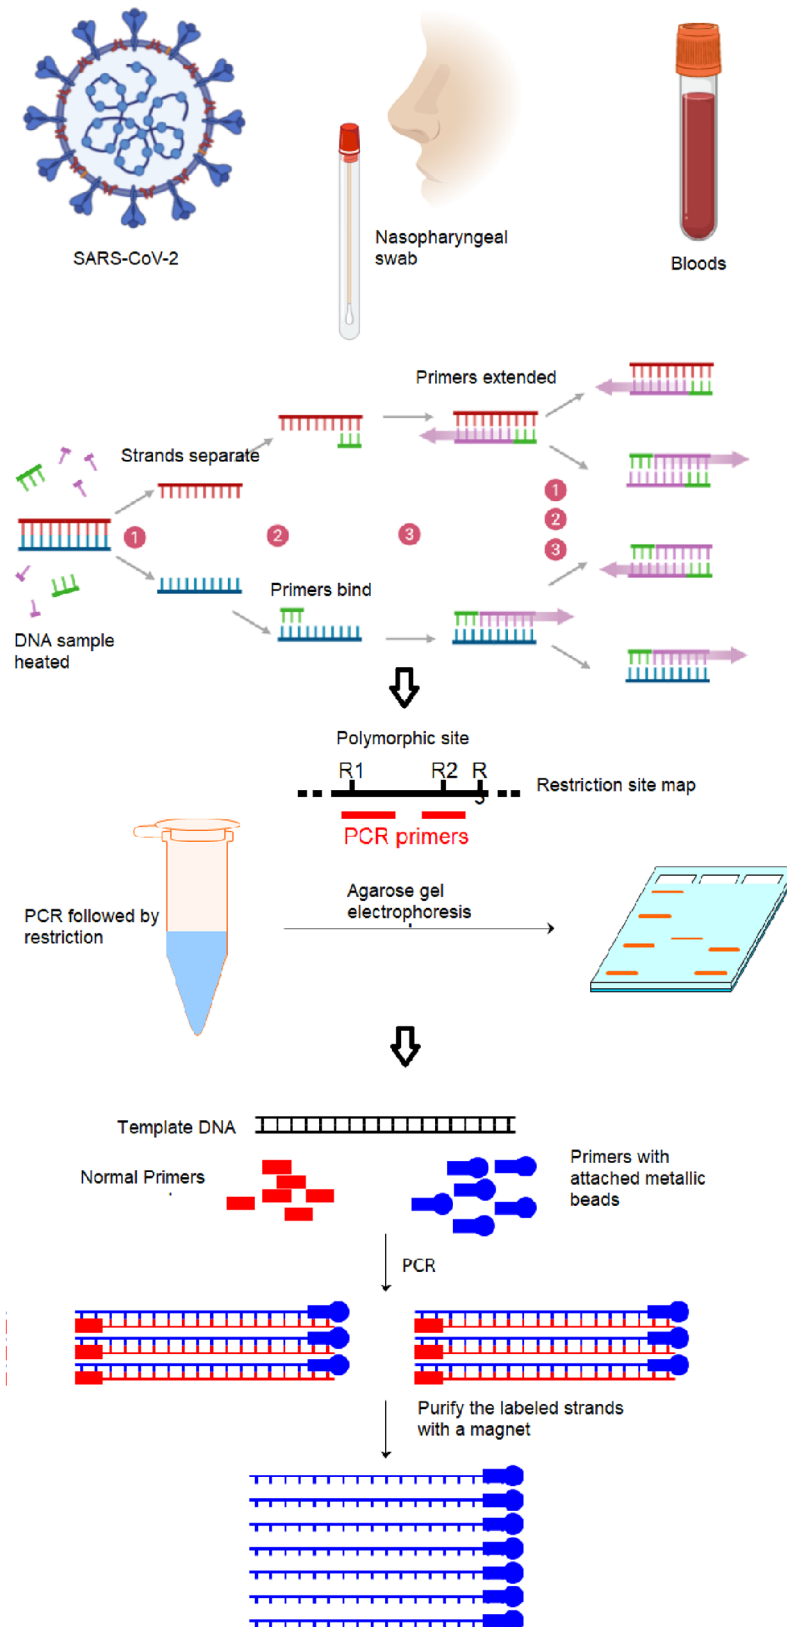 SARS-CoV-2
Nasopharyngeal
swab
Bloods
Primers extended
Strands separate
1
2
3
1
2
3
Primers bind
DNA sample
heated
Polymorphic site
R1
R2
R
Restriction site map
PCR primers
PCR followed by
restriction
Agarose gel
electrophoresis
Template DNA
Normal Primers
Primers with
attached metallic
beads
PCR
Purify the labeled strands
with a magnet